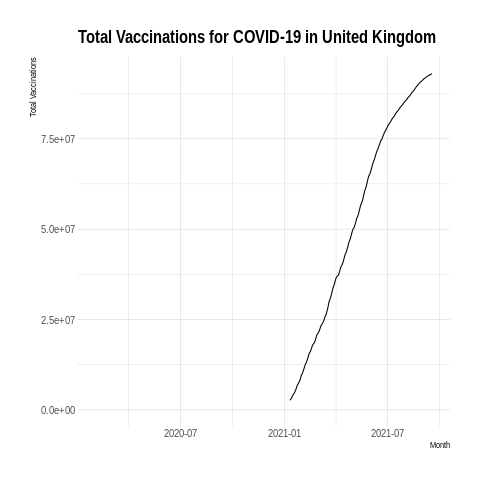 Total Vaccinations for COVID-19 in United Kingdom
Total Vaccinations
7.5e+07
5.0e+07
2.5e+07
0.0e+00
2020-07 2021-01 2021-07
Month